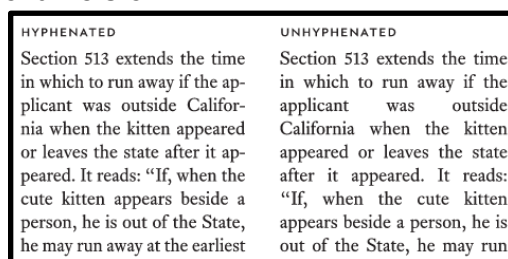 HYPHENATED
Section 513 extends the time
in which to run away if the ap-
plicant was outside Califor-
nia when the kitten appeared
or leaves the state after it ap-
peared. It reads: “If, when the
cute kitten appears beside a
person, he is out of the State,
he may run away at the earliest
UNHYPHENATED
Section 513 extends the time
in which to run away if the
applicant was outside
California when the kitten
appeared or leaves the state
after it appeared. It reads:
“If, when the cute kitten
appears beside a person, he is
out of the State, he may run